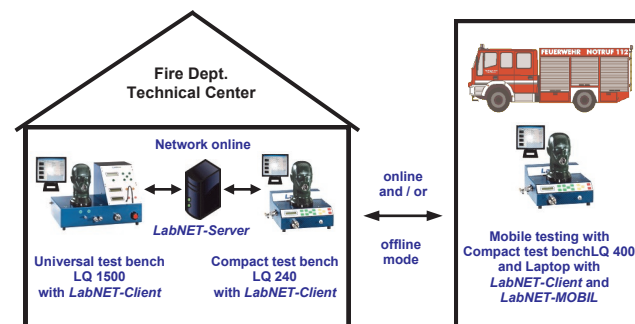 Fire Dept.
Technical Center
Network online
LabNET-Server
Universal test bench
LQ 1500
with LabNET-Client
Compact test bench
LQ 240
with LabNET-Client
online
and / or
offline
mode
FEUERWEHR NOTRUF 112
Mobile testing with
Compact test benchLQ 400
and Laptop with
LabNET-Client and
LabNET-MOBIL